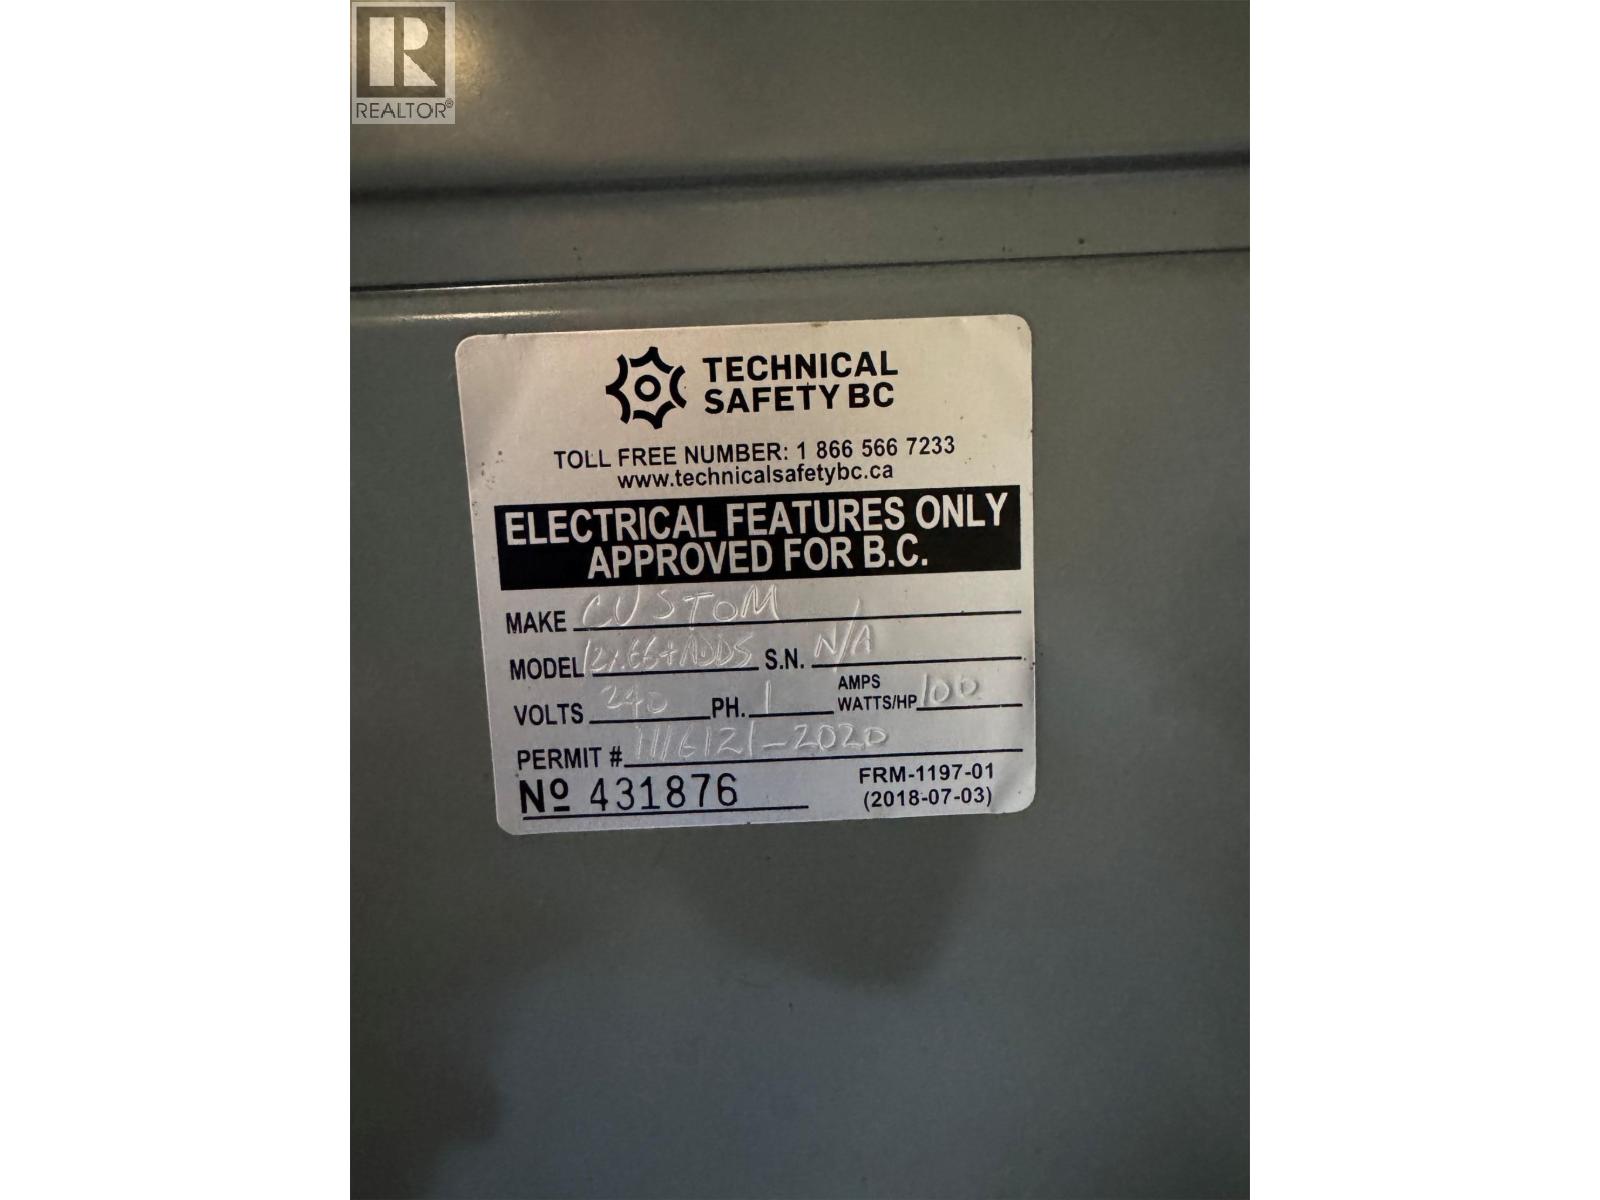 REALTOR®
TECHNICAL
SAFETY BC
TOLL FREE NUMBER: 1 866 566 7233
www.technicalsafetybc.ca
ELECTRICAL FEATURES ONLY
APPROVED FOR B.C.
MAKE CUSTOM
MODEL 12x66+ADDS S.N. N/A
VOLTS 240 PH. 1 AMPS WATTS/HP 100
PERMIT #
Nº 431876
FRM-1197-01
(2018-07-03)